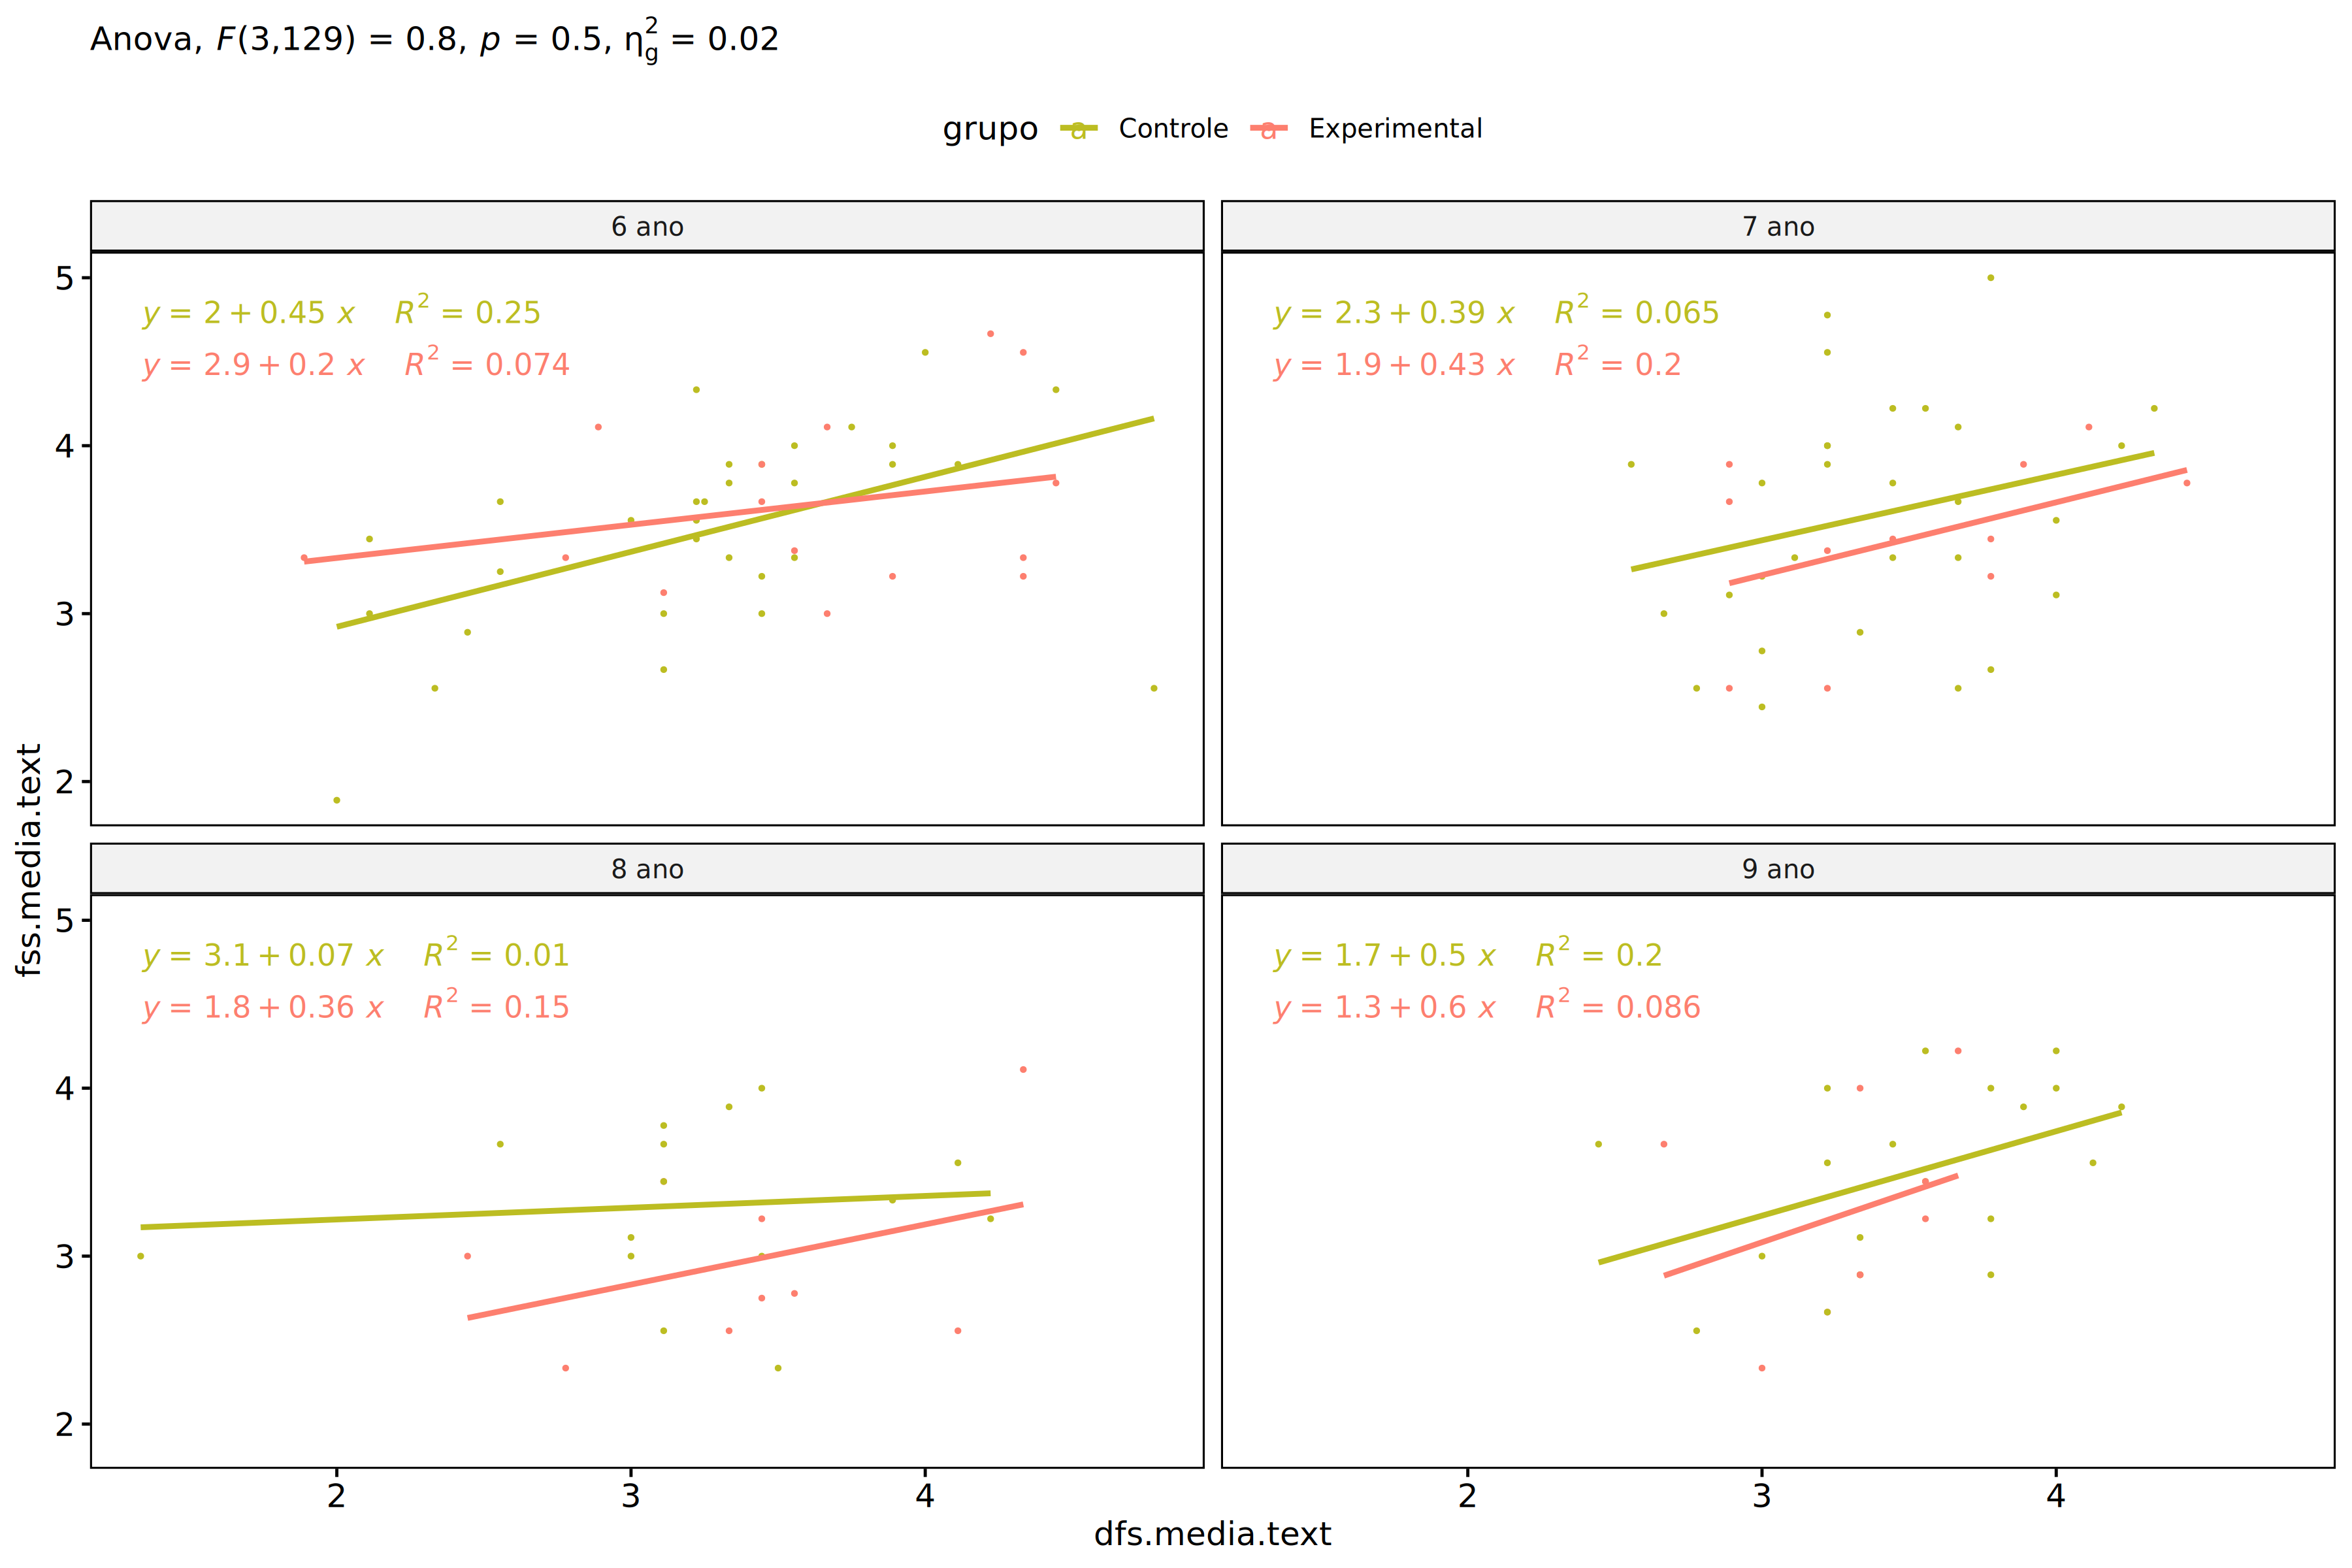 Anova, F(3,129) = 0.8, p = 0.5, η²g = 0.02
grupo a Controle a Experimental
6 ano
7 ano
5
4
3
2
y = 2 + 0.45 x R² = 0.25
y = 2.9 + 0.2 x R² = 0.074
y = 2.3 + 0.39 x R² = 0.065
y = 1.9 + 0.43 x R² = 0.2
fss.media.text
8 ano
9 ano
5
4
3
2
y = 3.1 + 0.07 x R² = 0.01
y = 1.8 + 0.36 x R² = 0.15
y = 1.7 + 0.5 x R² = 0.2
y = 1.3 + 0.6 x R² = 0.086
2 3 4
2 3 4
dfs.media.text